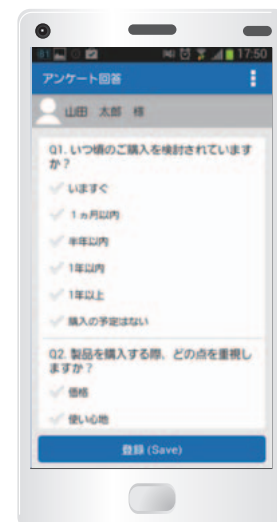 17:50
アンケート回答
山田 太郎 様
Q1. いつ頃のご購入を検討されています
か？
いますぐ
1ヵ月以内
半年以内
1年以内
1年以上
購入の予定はない
Q2. 製品を購入する際、どの点を重視し
ますか？
価格
使い心地
登録 (Save)